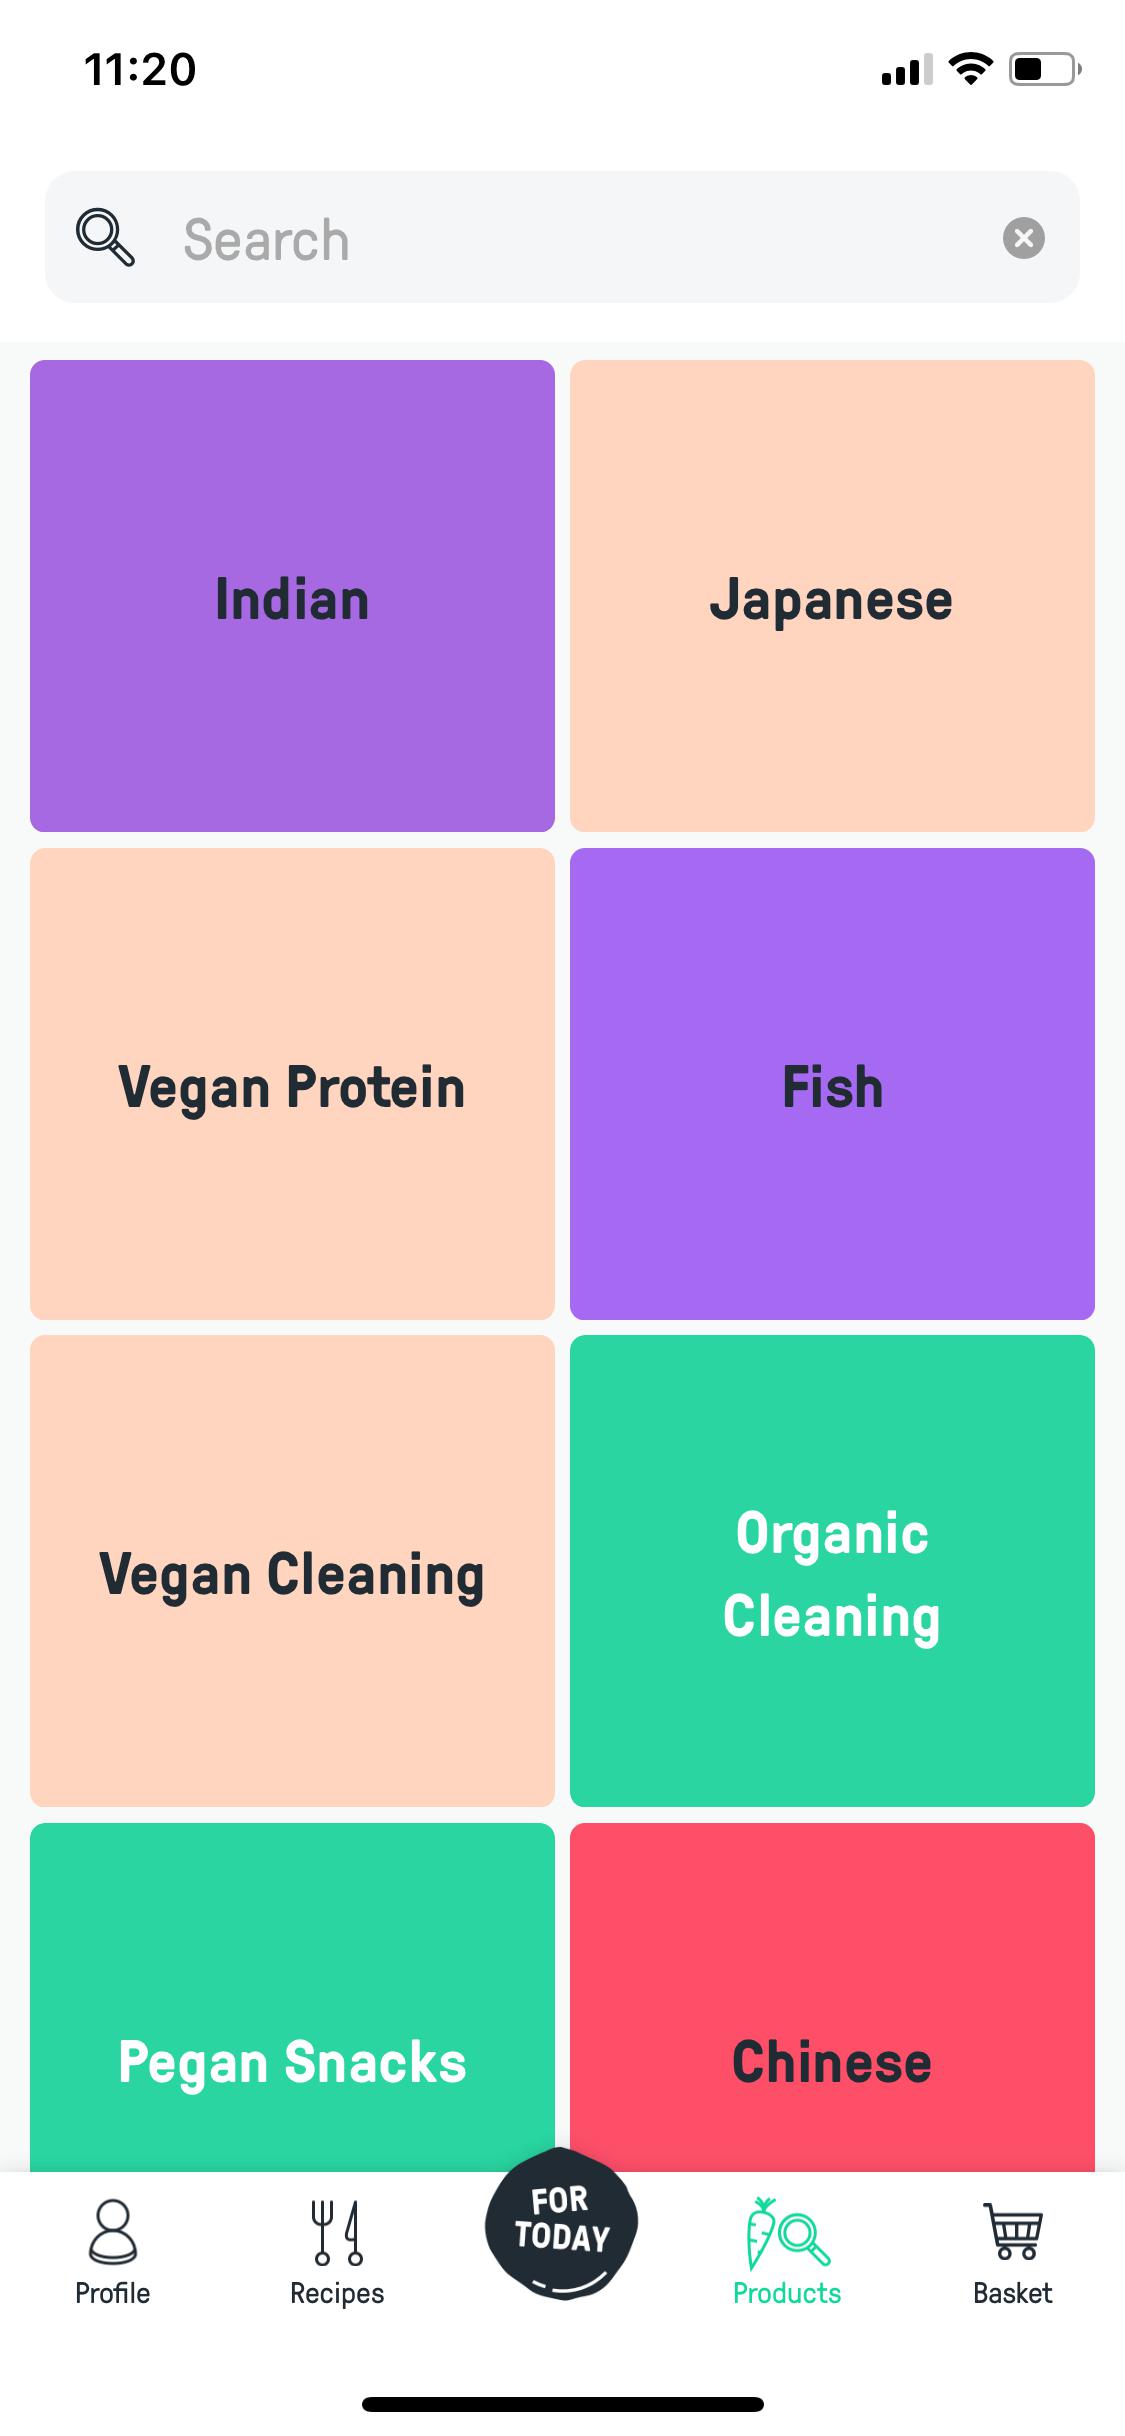 11:20
Search
Indian
Japanese
Vegan Protein
Fish
Vegan Cleaning
Organic
Cleaning
Pegan Snacks
Chinese
FOR
TODAY
Profile
Recipes
Products
Basket